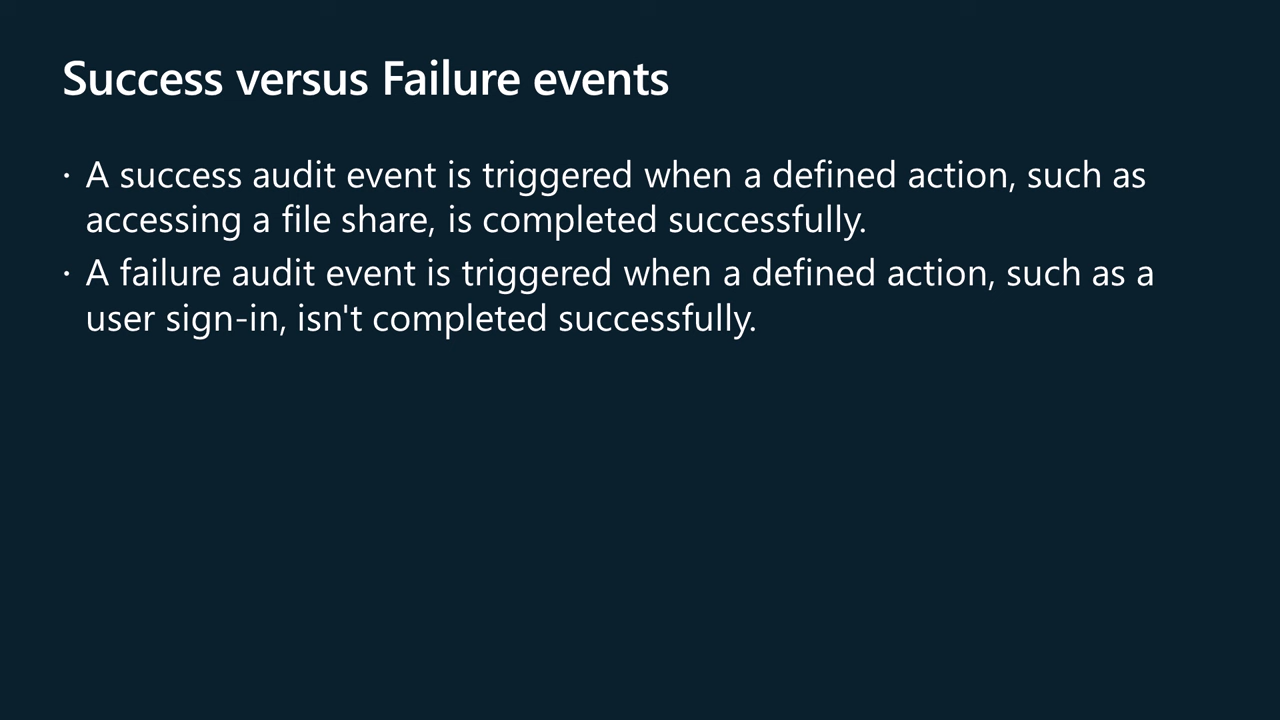 Success versus Failure events
· A success audit event is triggered when a defined action, such as
accessing a file share, is completed successfully.
· A failure audit event is triggered when a defined action, such as a
user sign-in, isn't completed successfully.